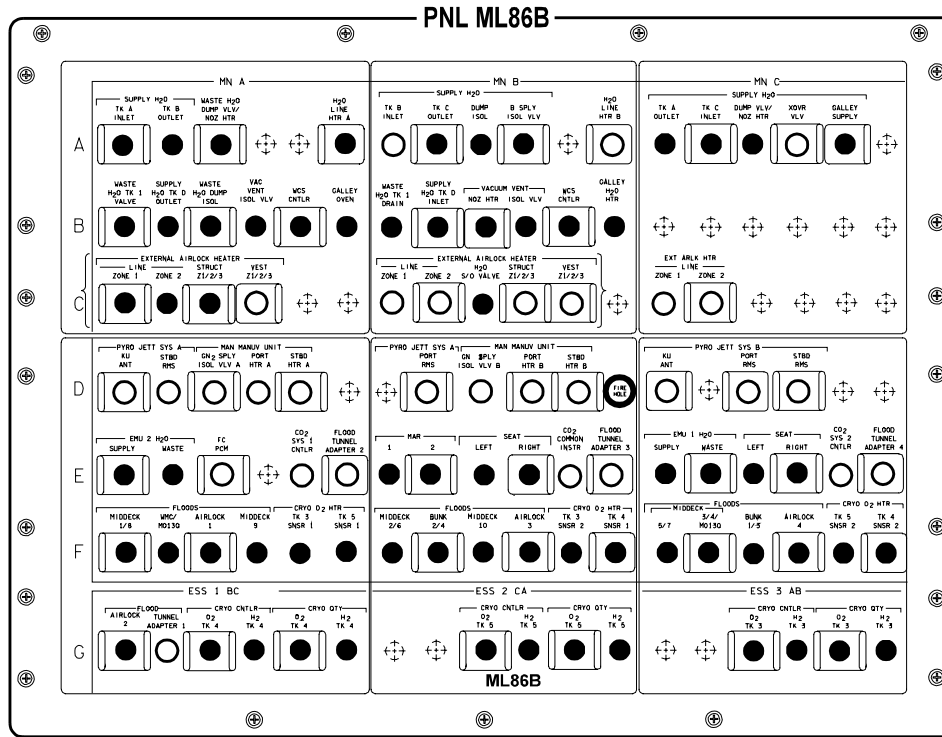 PNL ML86B
MN A MN B MN C
SUPPLY H2O WASTE H2O H2O SUPPLY H2O H2O SUPPLY H2O
TK A TK B DUMP VLV/ LINE TK B TK C DUMP B SPLY LINE TK A TK C DUMP VLV/ XOVR GALLEY
INLET OUTLET NOZ HTR HTR A INLET OUTLET ISOL ISOL VLV HTR B OUTLET INLET NOZ HTR VLV SUPPLY
A
WASTE SUPPLY WASTE VAC WASTE SUPPLY VACUUM VENT GALLEY
H2O TK 1 H2O TK D H2O DUMP VENT WCS GALLEY H2O TK 1 H2O TK D WCS H2O
VALVE OUTLET ISOL ISOL VLV CNTLR OVEN DRAIN INLET NOZ HTR ISOL VLV CNTLR HTR
B
EXTERNAL AIRLOCK HEATER EXTERNAL AIRLOCK HEATER EXT ARLK HTR
LINE STRUCT VEST LINE H2O STRUCT VEST LINE
ZONE 1 ZONE 2 Z1/2/3 Z1/2/3 ZONE 1 ZONE 2 S/O VALVE Z1/2/3 Z1/2/3 ZONE 1 ZONE 2
C
PYRO JETT SYS A MAN MANUV UNIT PYRO JETT SYS A MAN MANUV UNIT PYRO JETT SYS B
KU STBD GN2 SPLY PORT STBD PORT GN2 SPLY PORT STBD KU PORT STBD
ANT RMS ISOL VLV A HTR A HTR A RMS ISOL VLV B HTR B HTR B ANT RMS RMS
D FIRE HOLE
EMU 2 H2O FC CO2 FLOOD MAR SEAT CO2 FLOOD EMU 1 H2O SEAT CO2 FLOOD
SUPPLY WASTE PCM SYS 1 TUNNEL 1 2 LEFT RIGHT COMMON TUNNEL SUPPLY WASTE LEFT RIGHT SYS 2 TUNNEL
CNTLR ADAPTER 2 INSTR ADAPTER 3 CNTLR ADAPTER 4
E
FLOODS CRYO O2 HTR FLOODS CRYO O2 HTR FLOODS CRYO O2 HTR
MIDDECK WMC/ AIRLOCK MIDDECK TK 3 TK 5 MIDDECK BUNK MIDDECK AIRLOCK TK 3 TK 4 MIDDECK 3/4/ BUNK AIRLOCK TK 5 TK 4
1/8 MO13Q 1 9 SNSR 1 SNSR 1 2/6 2/4 10 3 SNSR 2 SNSR 1 5/7 MO13Q 1/5 4 SNSR 2 SNSR 2
F
ESS 1 BC ESS 2 CA ESS 3 AB
FLOOD CRYO CNTLR CRYO QTY CRYO CNTLR CRYO QTY CRYO CNTLR CRYO QTY
AIRLOCK TUNNEL O2 H2 O2 H2 O2 H2 O2 H2 O2 H2 O2 H2
2 ADAPTER 1 TK 4 TK 4 TK 4 TK 4 TK 5 TK 5 TK 5 TK 5 TK 3 TK 3 TK 3 TK 3
G
ML86B